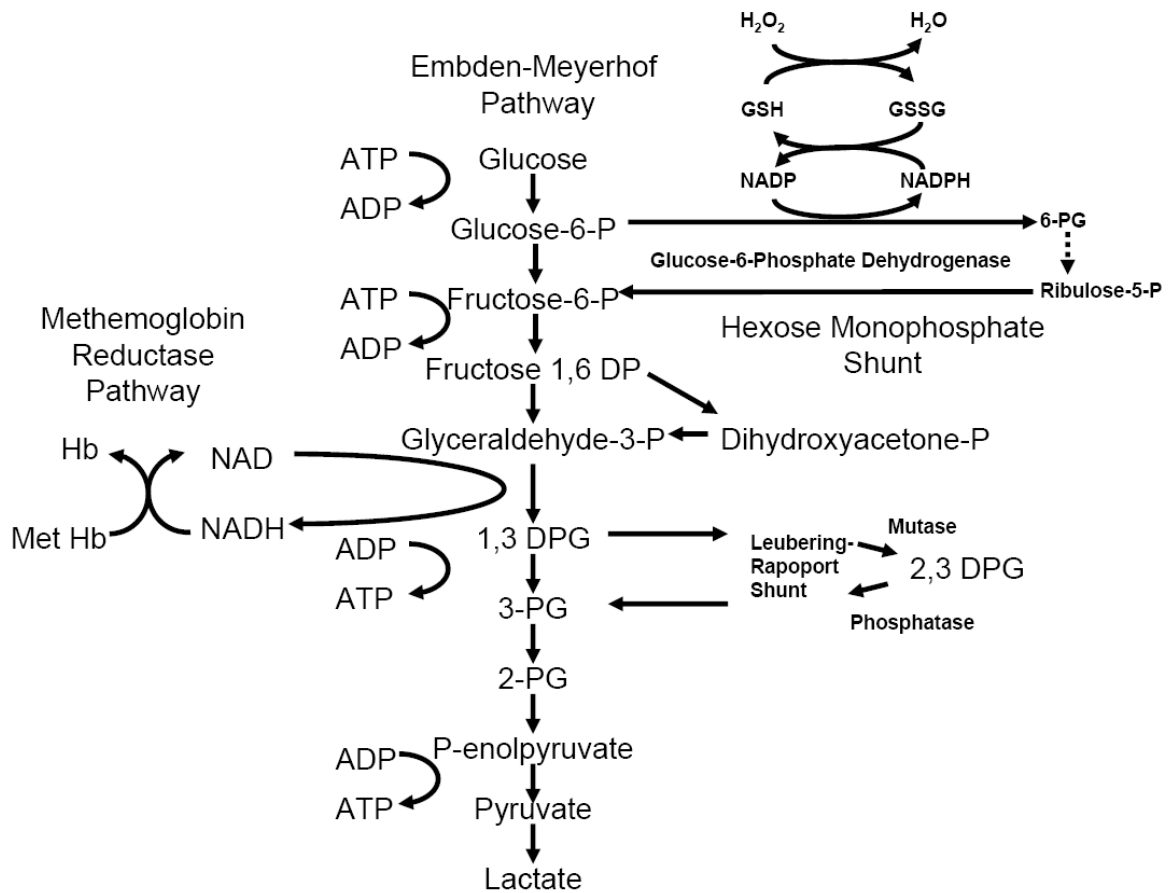 H₂O₂
H₂O
Embden-Meyerhof
Pathway
GSH
GSSG
ATP
Glucose
NADP
NADPH
ADP
Glucose-6-P
6-PG
Glucose-6-Phosphate Dehydrogenase
ATP
Fructose-6-P
Ribulose-5-P
Methemoglobin
Reductase
Pathway
ADP
Hexose Monophosphate
Shunt
Fructose 1,6 DP
Glyceraldehyde-3-P
Dihydroxyacetone-P
Hb
NAD
Met Hb
NADH
ADP
1,3 DPG
Leubering-
Rapoport
Shunt
Mutase
2,3 DPG
ATP
3-PG
Phosphatase
2-PG
ADP
P-enolpyruvate
ATP
Pyruvate
Lactate